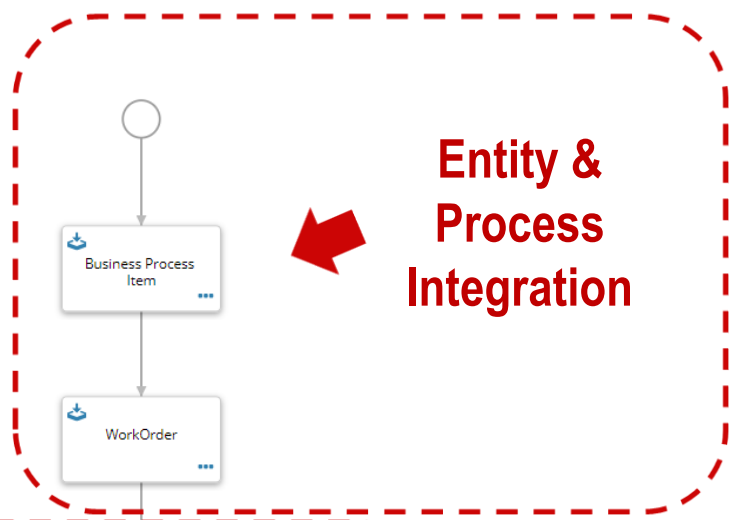 Entity &
Process
Integration
Business Process
Item
WorkOrder